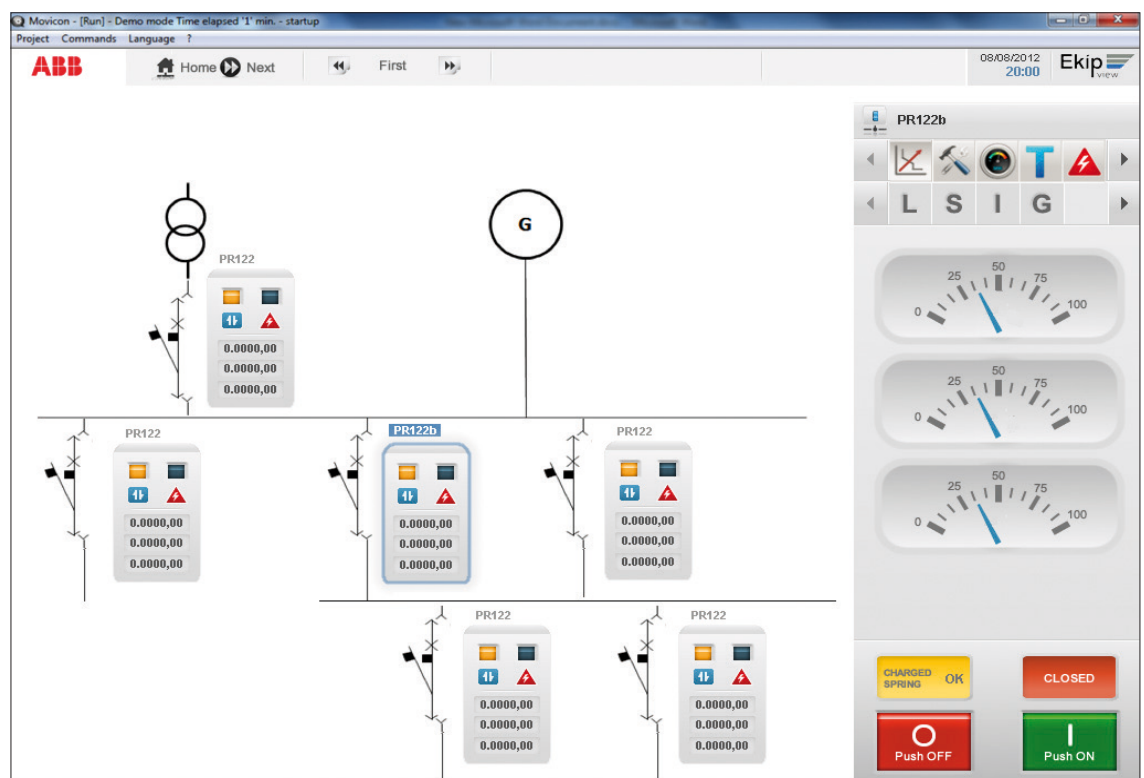 Movicon - [Run] - Demo mode Time elapsed '1' min. - startup
Project Commands Language ?
ABB Home Next First 08/08/2012
20:00
Ekip
view
PR122b
T
L S I G
G
0 25 50 75 100
0 25 50 75 100
0 25 50 75 100
PR122
0.0000,00
0.0000,00
0.0000,00
PR122
0.0000,00
0.0000,00
0.0000,00
PR122b
0.0000,00
0.0000,00
0.0000,00
PR122
0.0000,00
0.0000,00
0.0000,00
PR122
0.0000,00
0.0000,00
0.0000,00
PR122
0.0000,00
0.0000,00
0.0000,00
CHARGED
SPRING OK
CLOSED
Push OFF
Push ON